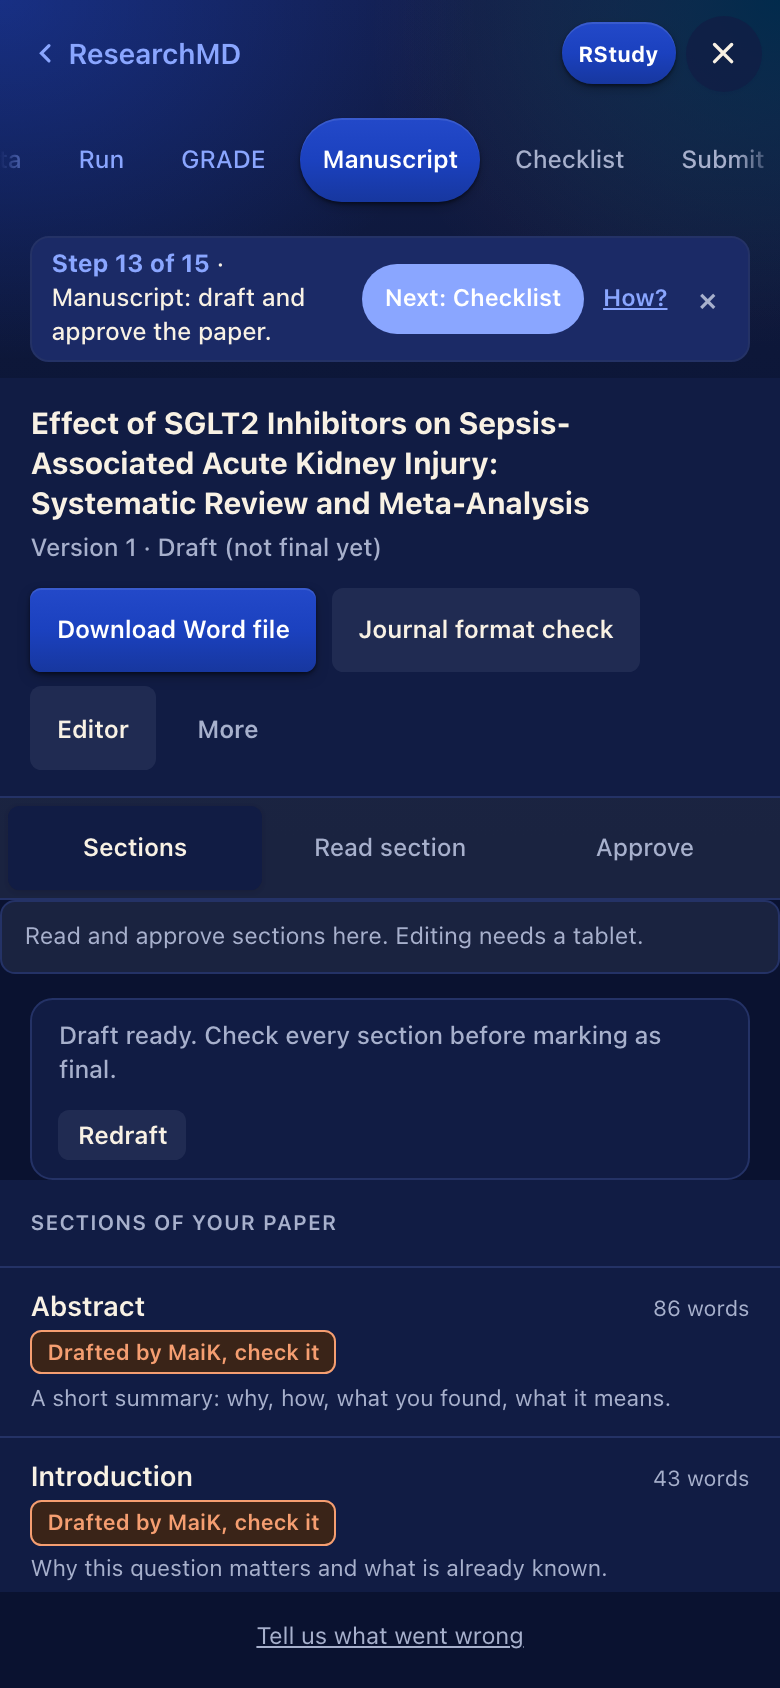 ResearchMD
RStudy
ta Run GRADE Manuscript Checklist Submit
Step 13 of 15 ·
Manuscript: draft and
approve the paper.
Next: Checklist
How?
Effect of SGLT2 Inhibitors on Sepsis-
Associated Acute Kidney Injury:
Systematic Review and Meta-Analysis
Version 1 · Draft (not final yet)
Download Word file
Journal format check
Editor
More
Sections
Read section
Approve
Read and approve sections here. Editing needs a tablet.
Draft ready. Check every section before marking as
final.
Redraft
SECTIONS OF YOUR PAPER
Abstract
86 words
Drafted by MaiK, check it
A short summary: why, how, what you found, what it means.
Introduction
43 words
Drafted by MaiK, check it
Why this question matters and what is already known.
Tell us what went wrong